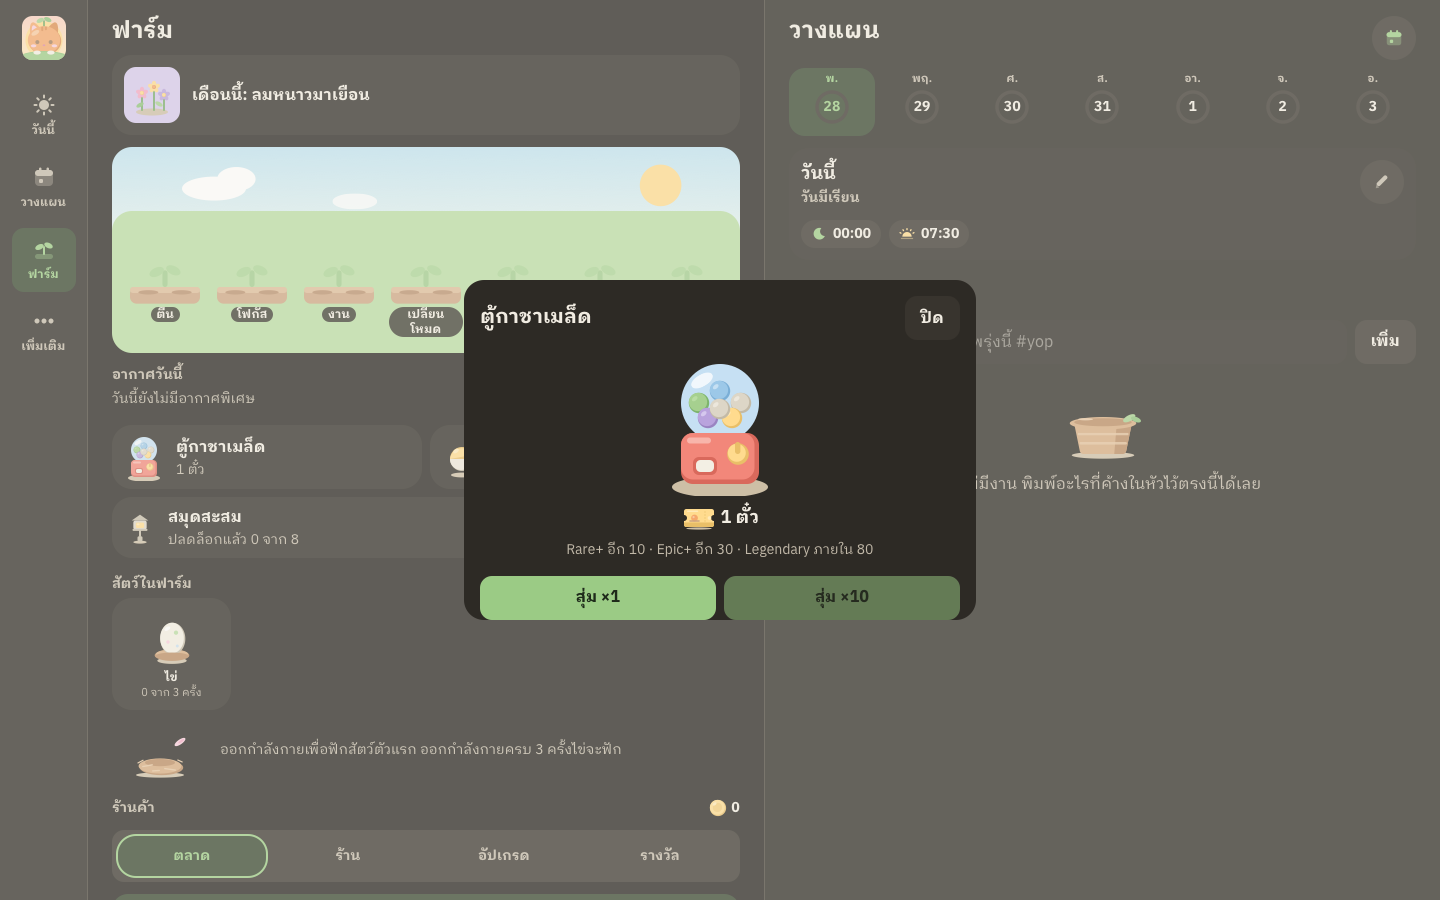 วันนี้
วางแผน
ฟาร์ม
เพิ่มเติม
ฟาร์ม
เดือนนี้: ลมหนาวมาเยือน
ตื่น
โฟกัส
งาน
เปลี่ยน
โหมด
อากาศวันนี้
วันนี้ยังไม่มีอากาศพิเศษ
ตู้กาชาเมล็ด
1 ตั๋ว
สมุดสะสม
ปลดล็อกแล้ว 0 จาก 8
สัตว์ในฟาร์ม
ไข่
0 จาก 3 ครั้ง
ออกกำลังกายเพื่อฟักสัตว์ตัวแรก ออกกำลังกายครบ 3 ครั้งไข่จะฟัก
ร้านค้า
0
ตลาด ร้าน อัปเกรด รางวัล
ตู้กาชาเมล็ด
ปิด
1 ตั๋ว
Rare+ อีก 10 · Epic+ อีก 30 · Legendary ภายใน 80
สุ่ม ×1 สุ่ม ×10
วางแผน
พ. พฤ. ศ. ส. อา. จ. อ.
28 29 30 31 1 2 3
วันนี้
วันมีเรียน
00:00 07:30
พรุ่งนี้ #yop
เพิ่ม
มีงาน พิมพ์อะไรที่ค้างในหัวไว้ตรงนี้ได้เลย